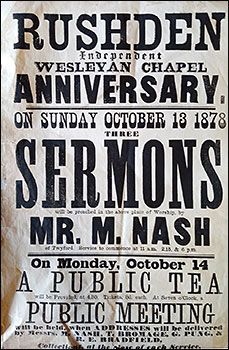 RUSHDEN
Independent
WESLEYAN CHAPEL
ANNIVERSARY.
ON SUNDAY OCTOBER 13 1878
THREE
SERMONS
will be preached in the above place of Worship, by
MR. M. NASH
of Twyford. Service to commence at 11 a.m. 2.15, & 6 p.m.
On Monday, October 14
A PUBLIC TEA
will be Provided, at 4.30. Tickets, 9d. each. At Seven o'Clock, a
PUBLIC MEETING
will be held, when ADDRESSES will be delivered
by Messrs. M. NASH, T. BROMAGE, G. PUNG, &
R. E. BRADFIELD,
Collections at the close of each Service.